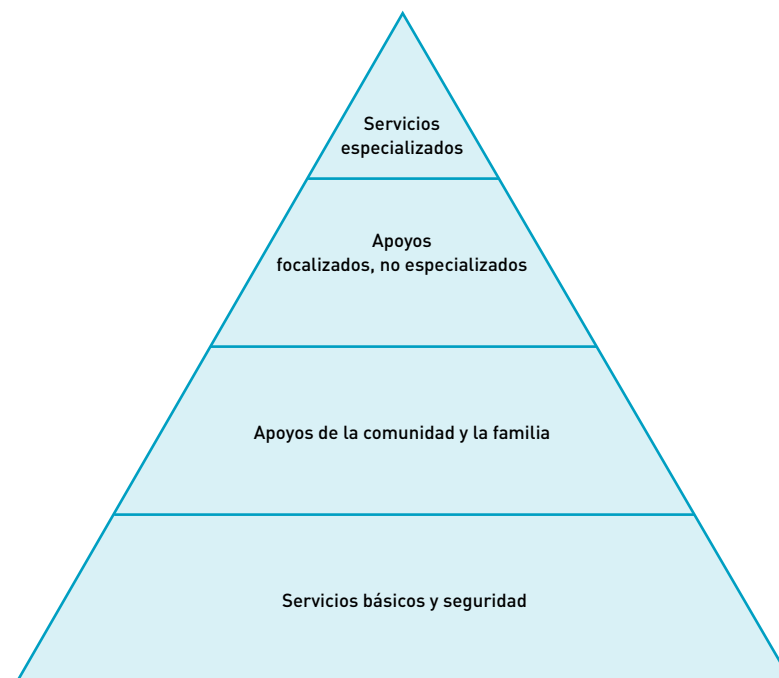 Servicios
especializados
Apoyos
focalizados, no especializados
Apoyos de la comunidad y la familia
Servicios básicos y seguridad